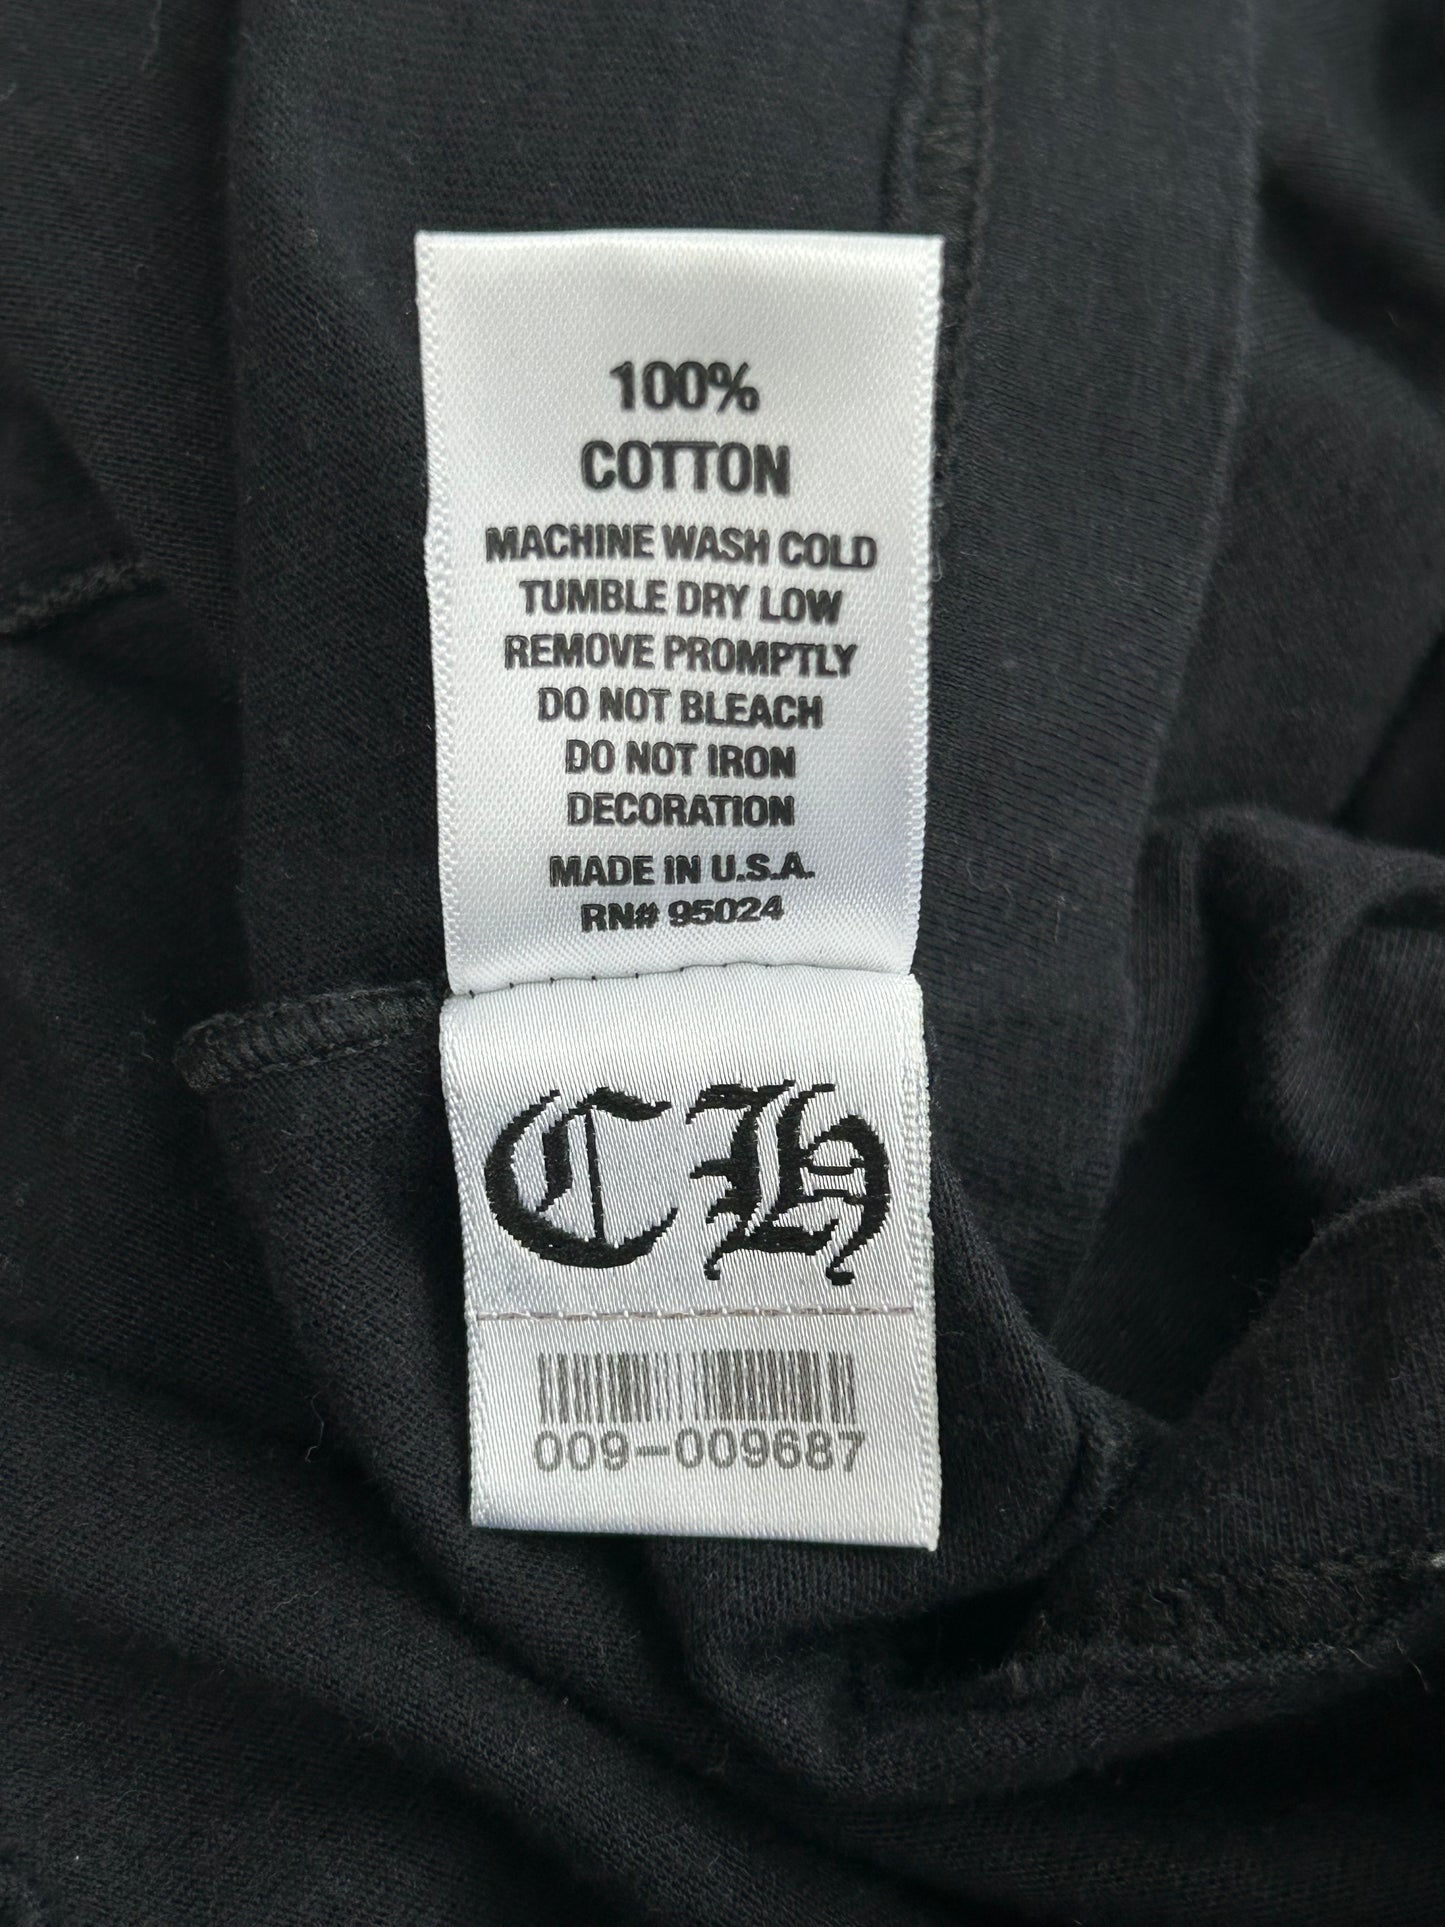 100%
COTTON
MACHINE WASH COLD
TUMBLE DRY LOW
REMOVE PROMPTLY
DO NOT BLEACH
DO NOT IRON
DECORATION
MADE IN U.S.A.
RN# 95024
CH
009-009687